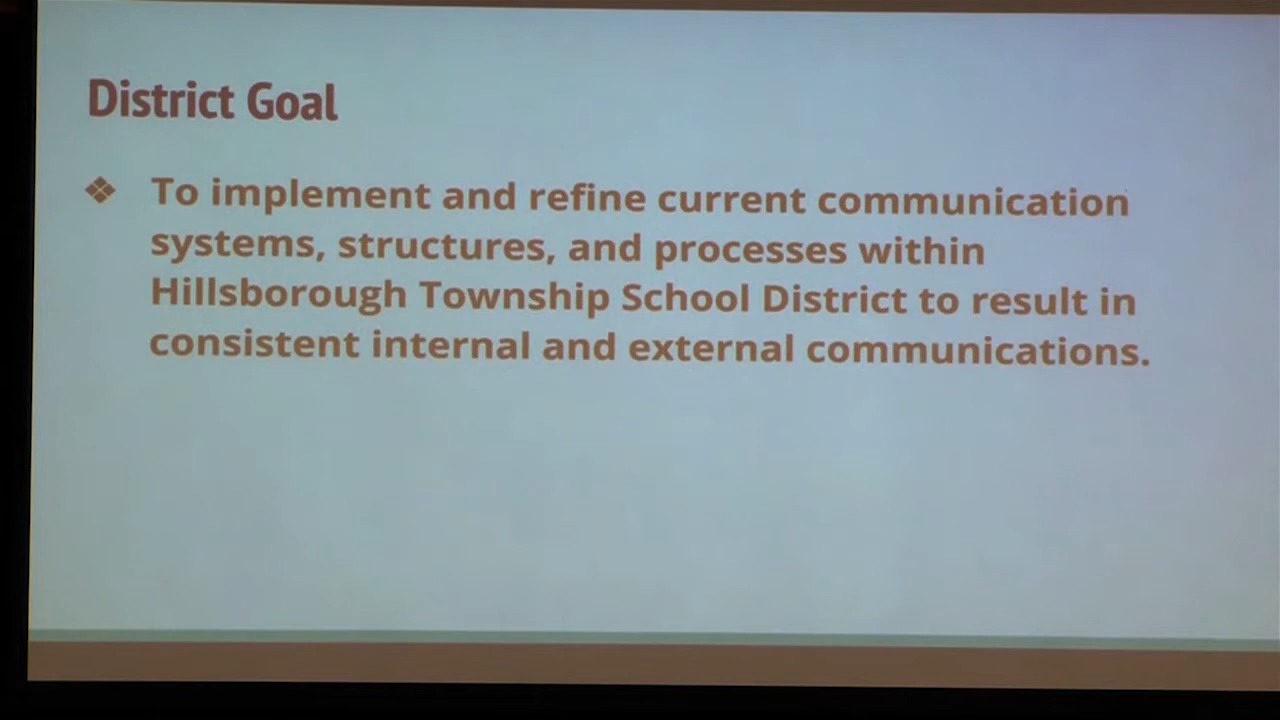 District Goal
❖ To implement and refine current communication
systems, structures, and processes within
Hillsborough Township School District to result in
consistent internal and external communications.